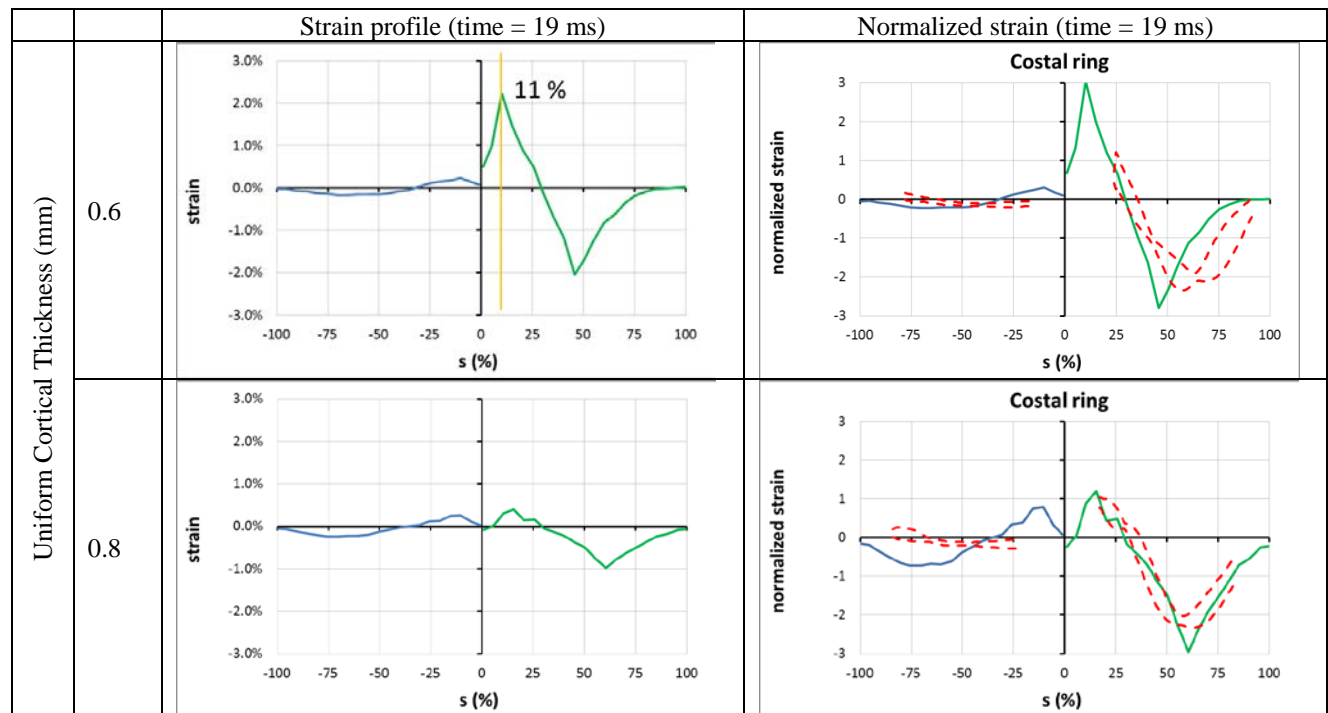 Strain profile (time = 19 ms)
Normalized strain (time = 19 ms)
Uniform Cortical Thickness (mm)
0.6
3.0%
2.0%
1.0%
0.0%
-1.0%
-2.0%
-3.0%
strain
11 %
-100 -75 -50 -25 0 25 50 75 100
s (%)
Costal ring
3
2
1
0
-1
-2
-3
normalized strain
-100 -75 -50 -25 0 25 50 75 100
s (%)
0.8
3.0%
2.0%
1.0%
0.0%
-1.0%
-2.0%
-3.0%
strain
-100 -75 -50 -25 0 25 50 75 100
s (%)
Costal ring
3
2
1
0
-1
-2
-3
normalized strain
-100 -75 -50 -25 0 25 50 75 100
s (%)